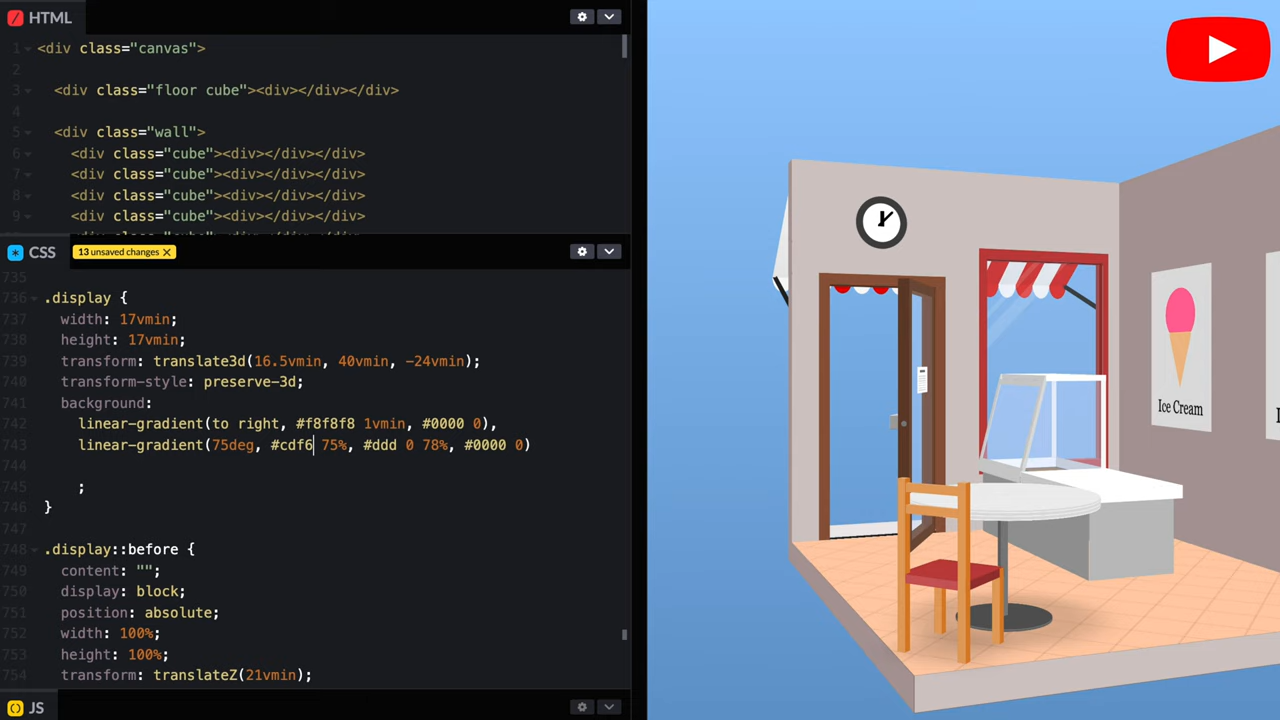 HTML
1 <div class="canvas">
2
3 <div class="floor cube"><div></div></div>
4
5 <div class="wall">
6 <div class="cube"><div></div></div>
7 <div class="cube"><div></div></div>
8 <div class="cube"><div></div></div>
9 <div class="cube"><div></div></div>
CSS 13 unsaved changes ×
735
736 .display {
737 width: 17vmin;
738 height: 17vmin;
739 transform: translate3d(16.5vmin, 40vmin, -24vmin);
740 transform-style: preserve-3d;
741 background:
742 linear-gradient(to right, #f8f8f8 1vmin, #0000 0),
743 linear-gradient(75deg, #cdf6 75%, #ddd 0 78%, #0000 0)
744
745 ;
746 }
747
748 .display::before {
749 content: "";
750 display: block;
751 position: absolute;
752 width: 100%;
753 height: 100%;
754 transform: translateZ(21vmin);
JS
Ice Cream